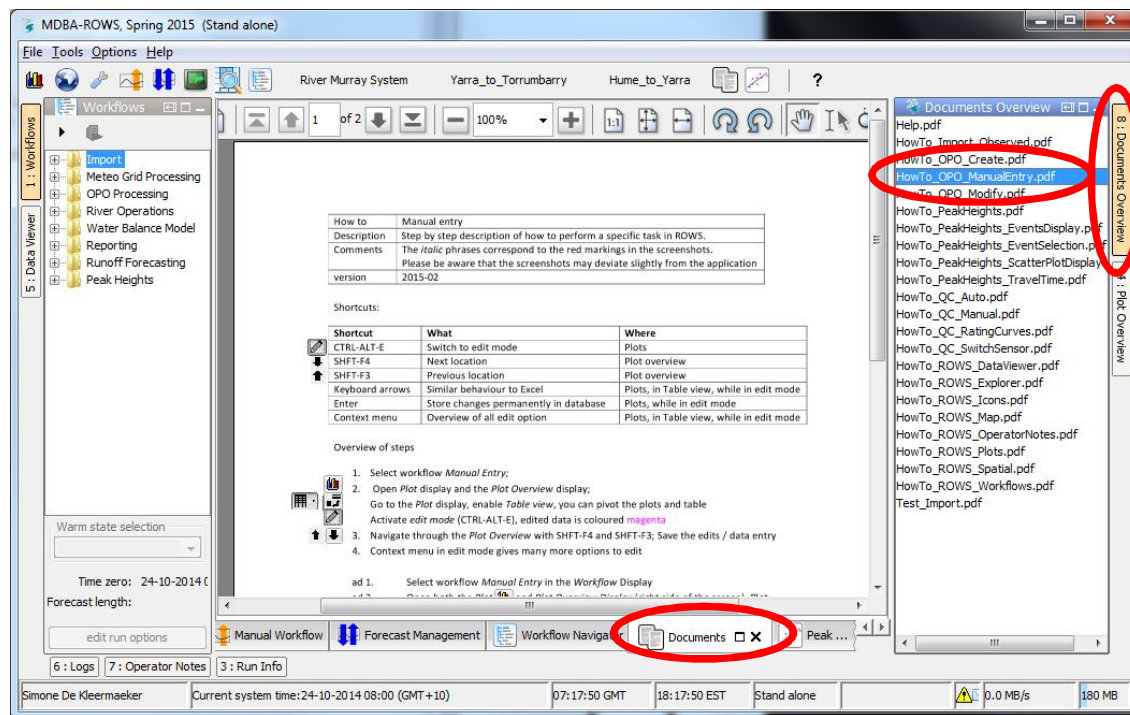 MDBA-ROWS, Spring 2015 (Stand alone)
File Tools Options Help
River Murray System Yarra_to_Torrumbarry Hume_to_Yarra ?
1 : Workflows
5 : Data Viewer
Workflows
Import
Meteo Grid Processing
OPO Processing
River Operations
Water Balance Model
Reporting
Runoff Forecasting
Peak Heights
Warm state selection
Time zero: 24-10-2014
Forecast length:
edit run options
1 of 2 100% 1:1
How to Manual entry
Description Step by step description of how to perform a specific task in ROWS.
Comments The italic phrases correspond to the red markings in the screenshots.
Please be aware that the screenshots may deviate slightly from the application
version 2015-02
Shortcuts:
Shortcut What Where
CTRL-ALT-E Switch to edit mode Plots
SHFT-F4 Next location Plot overview
SHFT-F3 Previous location Plot overview
Keyboard arrows Similar behaviour to Excel Plots, in Table view, while in edit mode
Enter Store changes permanently in database Plots, while in edit mode
Context menu Overview of all edit option Plots, in Table view, while in edit mode
Overview of steps
1. Select workflow Manual Entry;
2. Open Plot display and the Plot Overview display;
Go to the Plot display, enable Table view, you can pivot the plots and table
Activate edit mode (CTRL-ALT-E), edited data is coloured magenta
3. Navigate through the Plot Overview with SHFT-F4 and SHFT-F3; Save the edits / data entry
4. Context menu in edit mode gives many more options to edit
ad 1. Select workflow Manual Entry in the Workflow Display
Manual Workflow Forecast Management Workflow Navigator Documents Peak ...
Documents Overview
Help.pdf
HowTo_Import_Observed.pdf
HowTo_OPO_Create.pdf
HowTo_OPO_ManualEntry.pdf
HowTo_OPO_Modify.pdf
HowTo_PeakHeights.pdf
HowTo_PeakHeights_EventsDisplay.pdf
HowTo_PeakHeights_EventSelection.pdf
HowTo_PeakHeights_ScatterPlotDisplay
HowTo_PeakHeights_TravelTime.pdf
HowTo_QC_Auto.pdf
HowTo_QC_Manual.pdf
HowTo_QC_RatingCurves.pdf
HowTo_QC_SwitchSensor.pdf
HowTo_ROWS_DataViewer.pdf
HowTo_ROWS_Explorer.pdf
HowTo_ROWS_Icons.pdf
HowTo_ROWS_Map.pdf
HowTo_ROWS_OperatorNotes.pdf
HowTo_ROWS_Plots.pdf
HowTo_ROWS_Spatial.pdf
HowTo_ROWS_Workflows.pdf
Test_Import.pdf
8 : Documents Overview
4 : Plot Overview
6 : Logs 7 : Operator Notes 3 : Run Info
Simone De Kleermaeker Current system time:24-10-2014 08:00 (GMT+10) 07:17:50 GMT 18:17:50 EST Stand alone 0.0 MB/s 180 MB